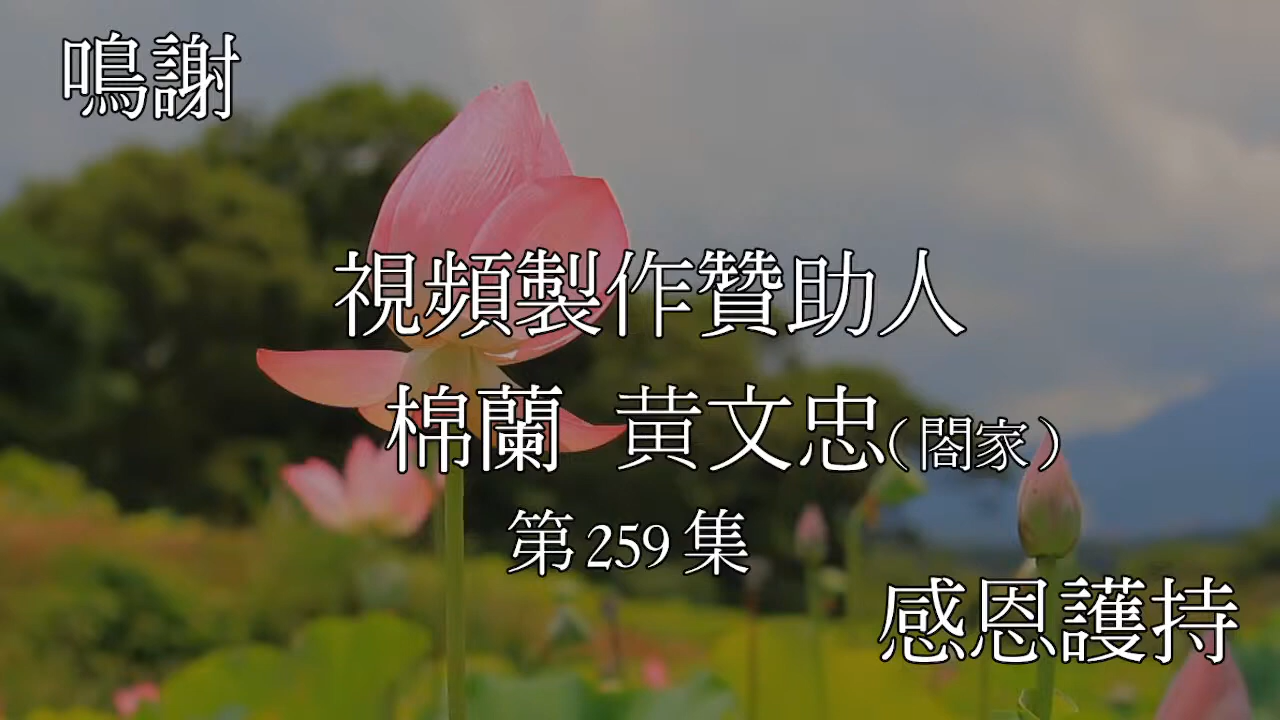 鳴謝
視頻製作贊助人
棉蘭 黃文忠（閤家）
第259集
感恩護持